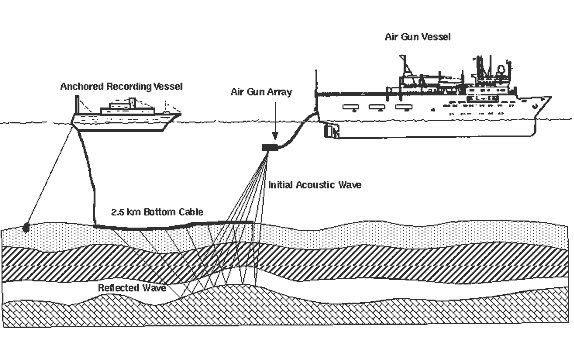 Air Gun Vessel
Anchored Recording Vessel
Air Gun Array
Initial Acoustic Wave
2.5 km Bottom Cable
Reflected Wave